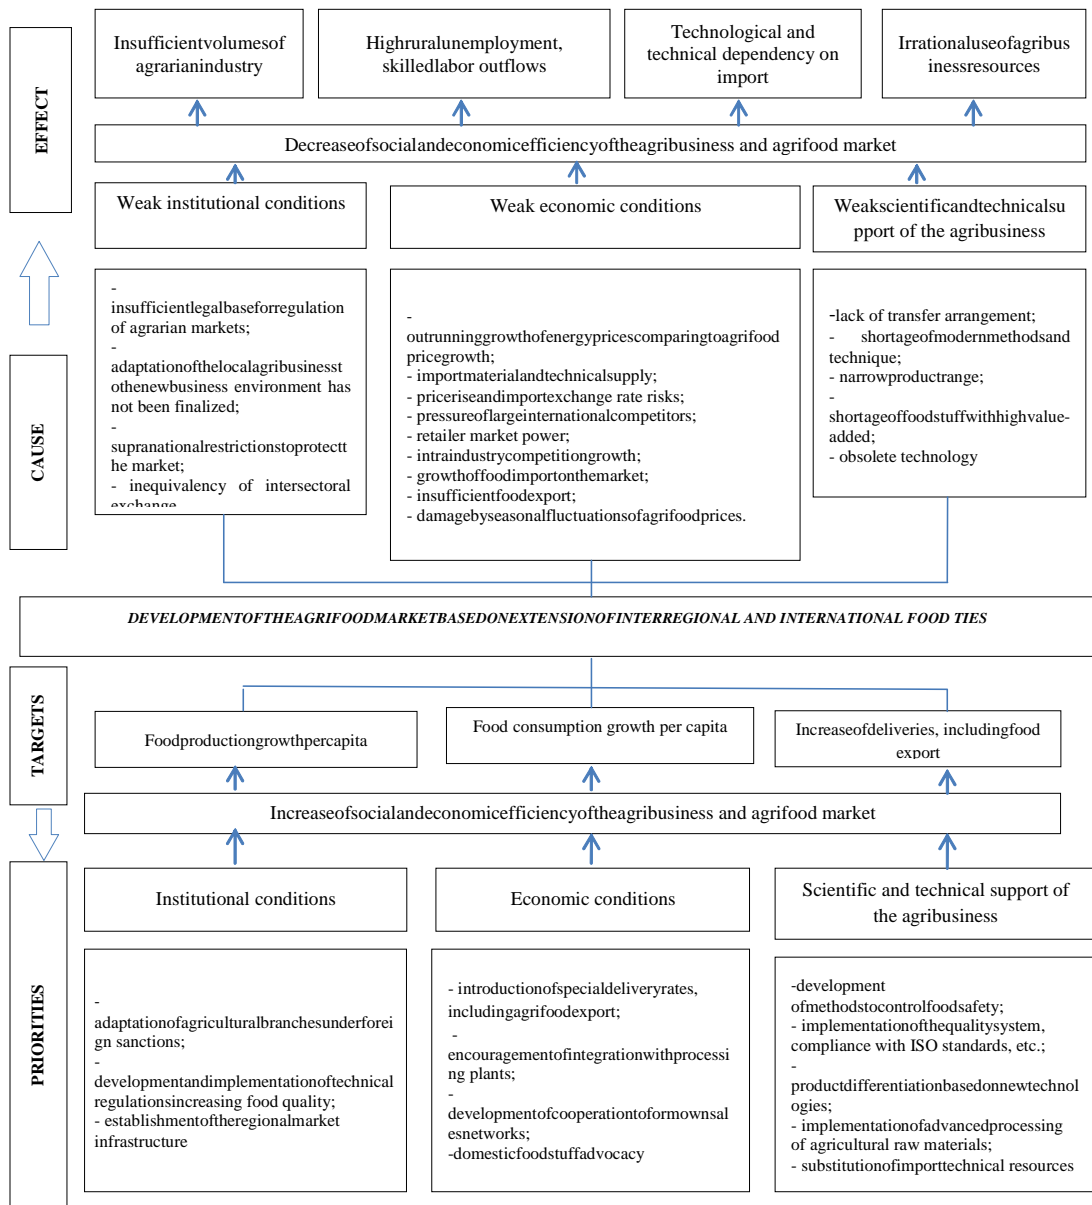 EFFECT
Insufficientvolumesof
agrarianindustry
Highruralunemployment,
skilledlabor outflows
Technological and
technical dependency on
import
Irrationaluseofagribus
inessresources
Decreaseofsocialandeconomicefficiencyoftheagribusiness and agrifood market
Weak institutional conditions
Weak economic conditions
Weakscientificandtechnicalsu
pport of the agribusiness
CAUSE
-
insufficientlegalbaseforregulation
of agrarian markets;
-
adaptationofthelocalagribusinesst
othenewbusiness environment has
not been finalized;
-
supranationalrestrictionstoprotectt
he market;
- inequivalency of intersectoral
exchange
-
outrunninggrowthofenergypricescomparingtoagrifood
pricegrowth;
- importmaterialandtechnicalsupply;
- priceriseandimportexchange rate risks;
- pressureoflargeinternationalcompetitors;
- retailer market power;
- intraindustrycompetitiongrowth;
- growthoffoodimportonthemarket;
- insufficientfoodexport;
- damagebyseasonalfluctuationsofagrifoodprices.
-lack of transfer arrangement;
- shortageofmodernmethodsand
technique;
- narrowproductrange;
-
shortageoffoodstuffwithhighvalue-
added;
- obsolete technology
DEVELOPMENTOFTHEAGRIFOODMARKETBASEDONEXTENSIONOFINTERREGIONAL AND INTERNATIONAL FOOD TIES
TARGETS
Foodproductiongrowthpercapita
Food consumption growth per capita
Increaseofdeliveries, includingfood
export
Increaseofsocialandeconomicefficiencyoftheagribusiness and agrifood market
PRIORITIES
Institutional conditions
Economic conditions
Scientific and technical support of
the agribusiness
-
adaptationofagriculturalbranchesunderforei
gn sanctions;
-
developmentandimplementationoftechnical
regulationsincreasing food quality;
- establishmentoftheregionalmarket
infrastructure
- introductionofspecialdeliveryrates,
includingagrifoodexport;
-
encouragementofintegrationwithprocessi
ng plants;
-
developmentofcooperationtoformownsal
esnetworks;
-domesticfoodstuffadvocacy
-development
ofmethodstocontrolfoodsafety;
- implementationofthequalitysystem,
compliance with ISO standards, etc.;
-
productdifferentiationbasedonnewtechnol
ogies;
- implementationofadvancedprocessing
of agricultural raw materials;
- substitutionofimporttechnical resources